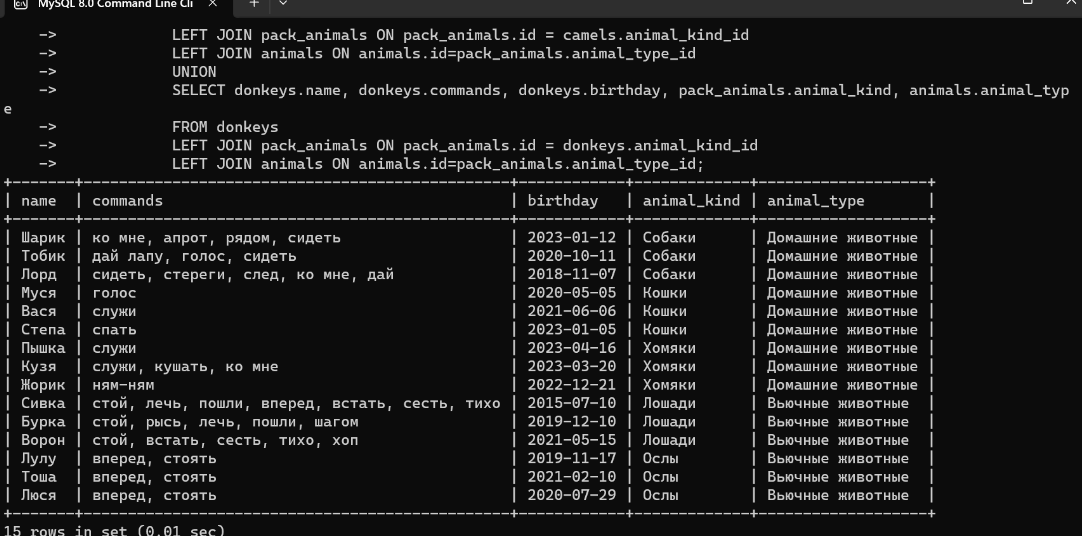 MySQL 8.0 Command Line Cli × + ⌄
-> LEFT JOIN pack_animals ON pack_animals.id = camels.animal_kind_id
-> LEFT JOIN animals ON animals.id=pack_animals.animal_type_id
-> UNION
-> SELECT donkeys.name, donkeys.commands, donkeys.birthday, pack_animals.animal_kind, animals.animal_typ
e
-> FROM donkeys
-> LEFT JOIN pack_animals ON pack_animals.id = donkeys.animal_kind_id
-> LEFT JOIN animals ON animals.id=pack_animals.animal_type_id;
+-------+------------------------------------------------+------------+-------------+-------------------+
| name | commands | birthday | animal_kind | animal_type |
+-------+------------------------------------------------+------------+-------------+-------------------+
| Шарик | ко мне, апрот, рядом, сидеть | 2023-01-12 | Собаки | Домашние животные |
| Тобик | дай лапу, голос, сидеть | 2020-10-11 | Собаки | Домашние животные |
| Лорд | сидеть, стереги, след, ко мне, дай | 2018-11-07 | Собаки | Домашние животные |
| Муся | голос | 2020-05-05 | Кошки | Домашние животные |
| Вася | служи | 2021-06-06 | Кошки | Домашние животные |
| Степа | спать | 2023-01-05 | Кошки | Домашние животные |
| Пышка | служи | 2023-04-16 | Хомяки | Домашние животные |
| Кузя | служи, кушать, ко мне | 2023-03-20 | Хомяки | Домашние животные |
| Жорик | ням-ням | 2022-12-21 | Хомяки | Домашние животные |
| Сивка | стой, лечь, пошли, вперед, встать, сесть, тихо | 2015-07-10 | Лошади | Вьючные животные |
| Бурка | стой, рысь, лечь, пошли, шагом | 2019-12-10 | Лошади | Вьючные животные |
| Ворон | стой, встать, сесть, тихо, хоп | 2021-05-15 | Лошади | Вьючные животные |
| Лулу | вперед, стоять | 2019-11-17 | Ослы | Вьючные животные |
| Тоша | вперед, стоять | 2021-02-10 | Ослы | Вьючные животные |
| Люся | вперед, стоять | 2020-07-29 | Ослы | Вьючные животные |
+-------+------------------------------------------------+------------+-------------+-------------------+
15 rows in set (0.01 sec)